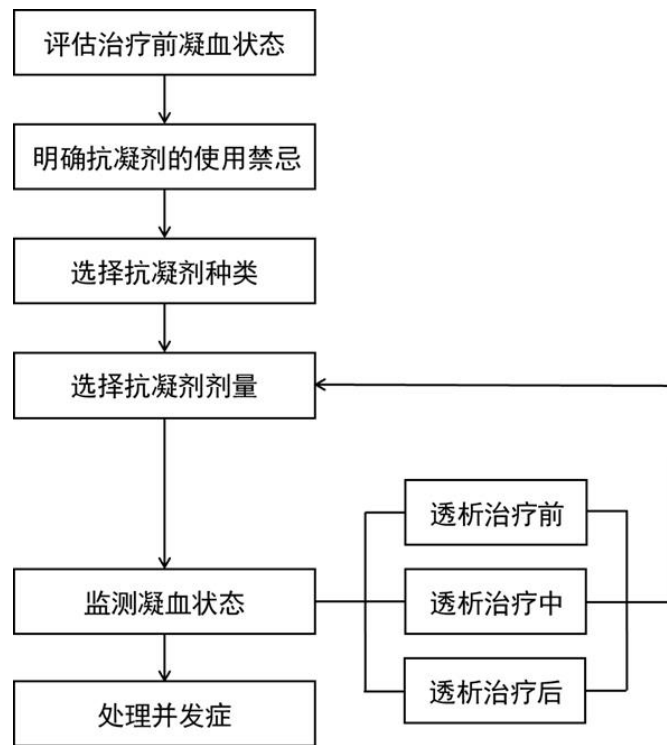 评估治疗前凝血状态
明确抗凝剂的使用禁忌
选择抗凝剂种类
选择抗凝剂剂量
透析治疗前
监测凝血状态
透析治疗中
透析治疗后
处理并发症